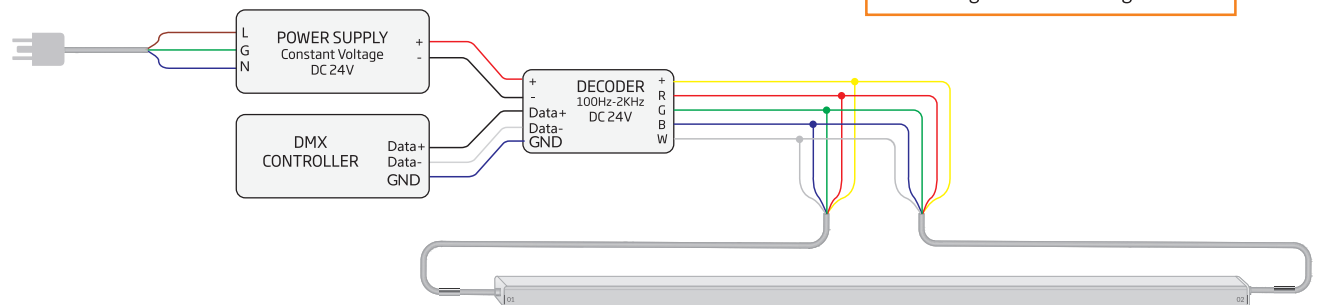 L
G
N
POWER SUPPLY
Constant Voltage
DC 24V
+
-
DMX
CONTROLLER
Data+
Data-
GND
+
-
Data+
Data-
GND
DECODER
100Hz-2KHz
DC 24V
+
R
G
B
W
01
02